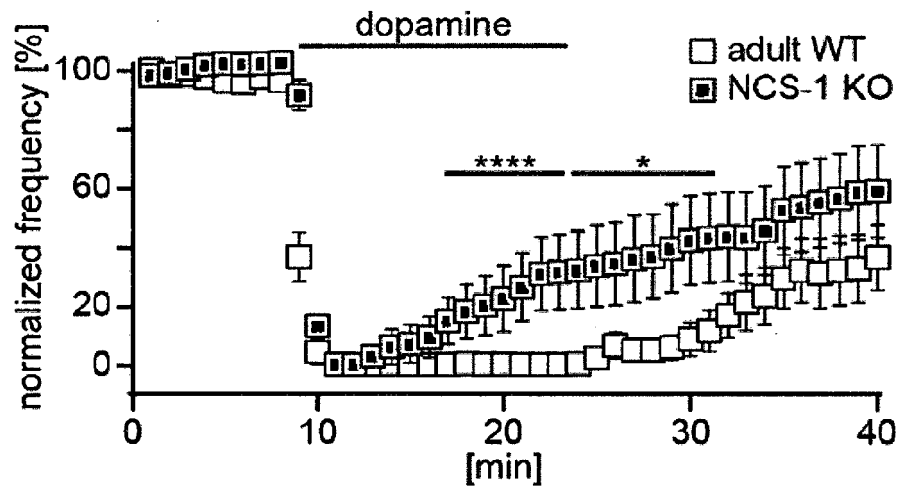 dopamine
adult WT
NCS-1 KO
normalized frequency [%]
100
60
20
0
****
*
0
10
20
30
40
[min]